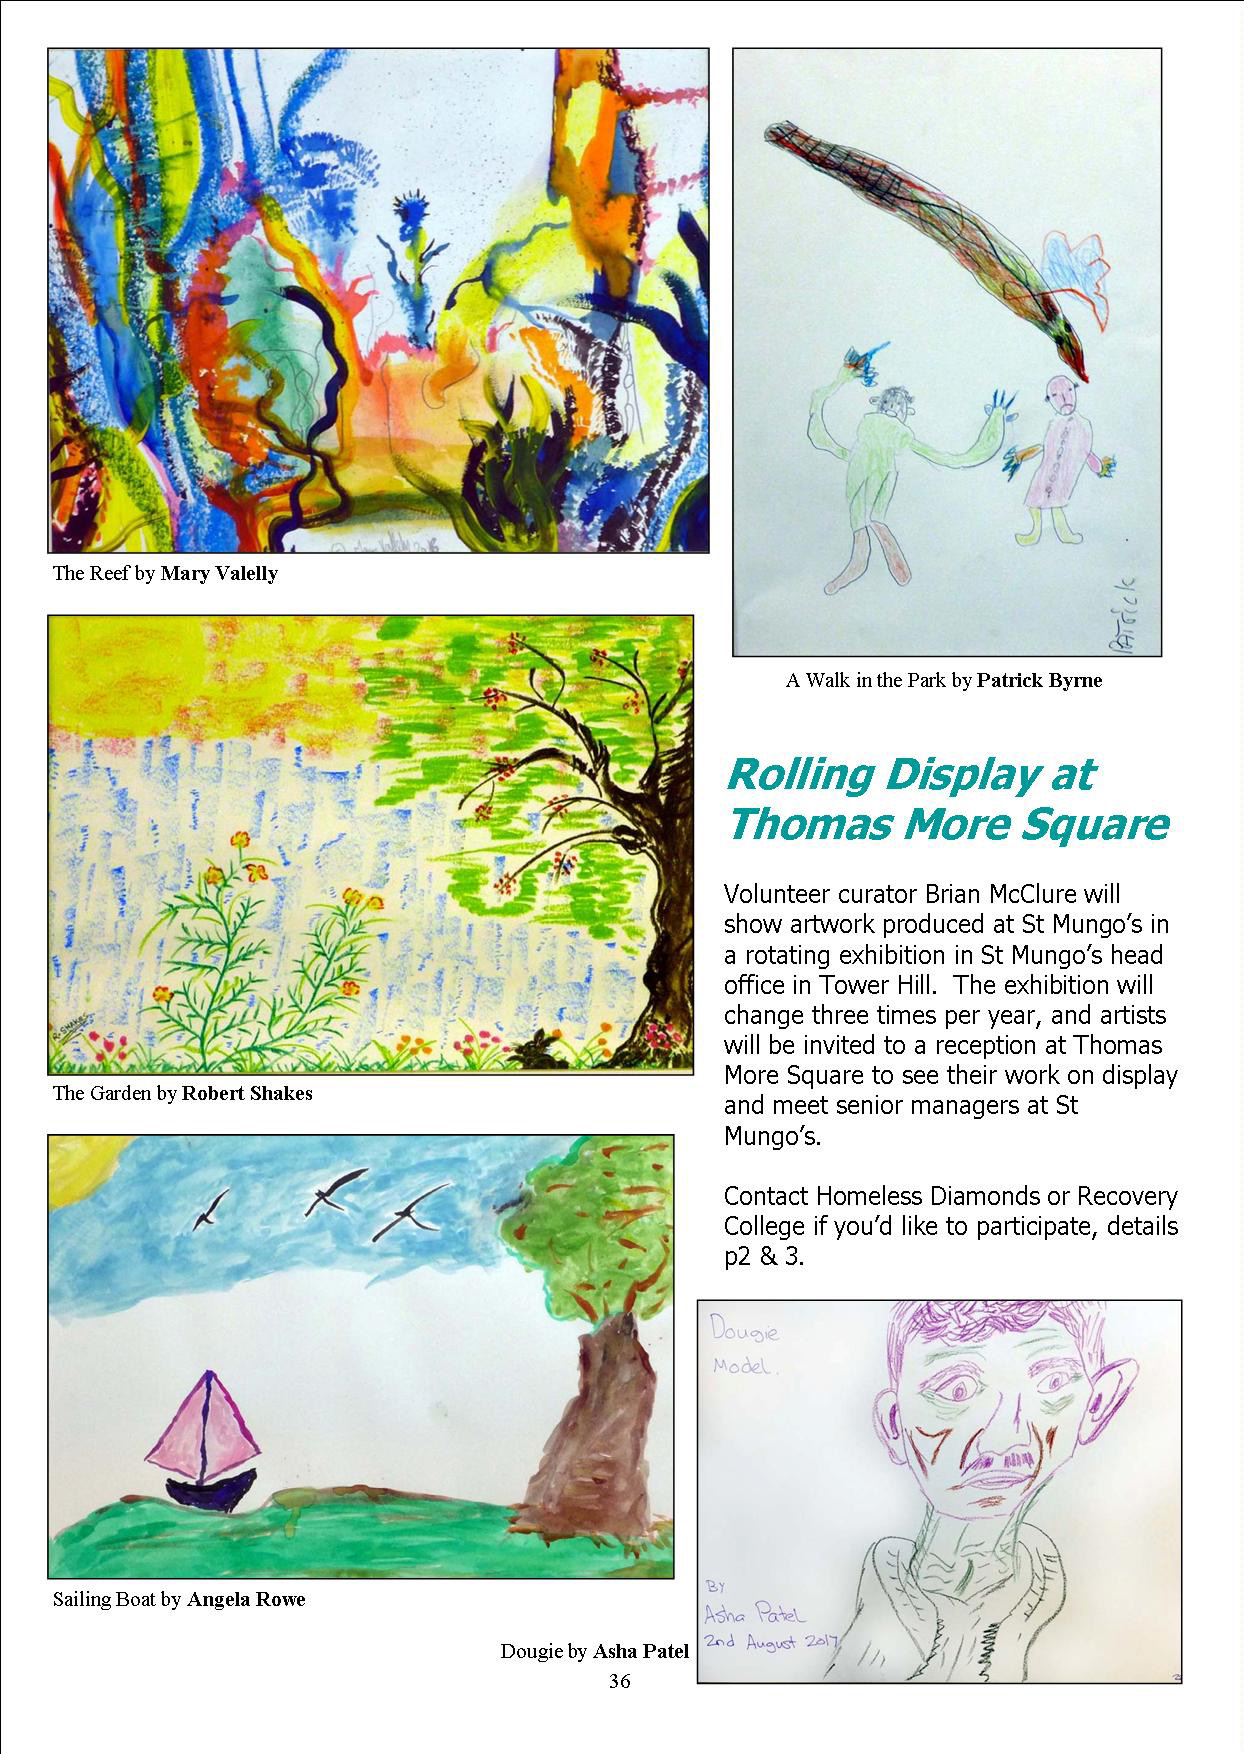 The Reef by Mary Valelly
PATrick
A Walk in the Park by Patrick Byrne
R. SHAKES
The Garden by Robert Shakes
Rolling Display at
Thomas More Square
Volunteer curator Brian McClure will
show artwork produced at St Mungo’s in
a rotating exhibition in St Mungo’s head
office in Tower Hill.  The exhibition will
change three times per year, and artists
will be invited to a reception at Thomas
More Square to see their work on display
and meet senior managers at St
Mungo’s.
Contact Homeless Diamonds or Recovery
College if you’d like to participate, details
p2 & 3.
Sailing Boat by Angela Rowe
Dougie
Model.
By
Asha Patel
2nd August 2017
Dougie by Asha Patel
36